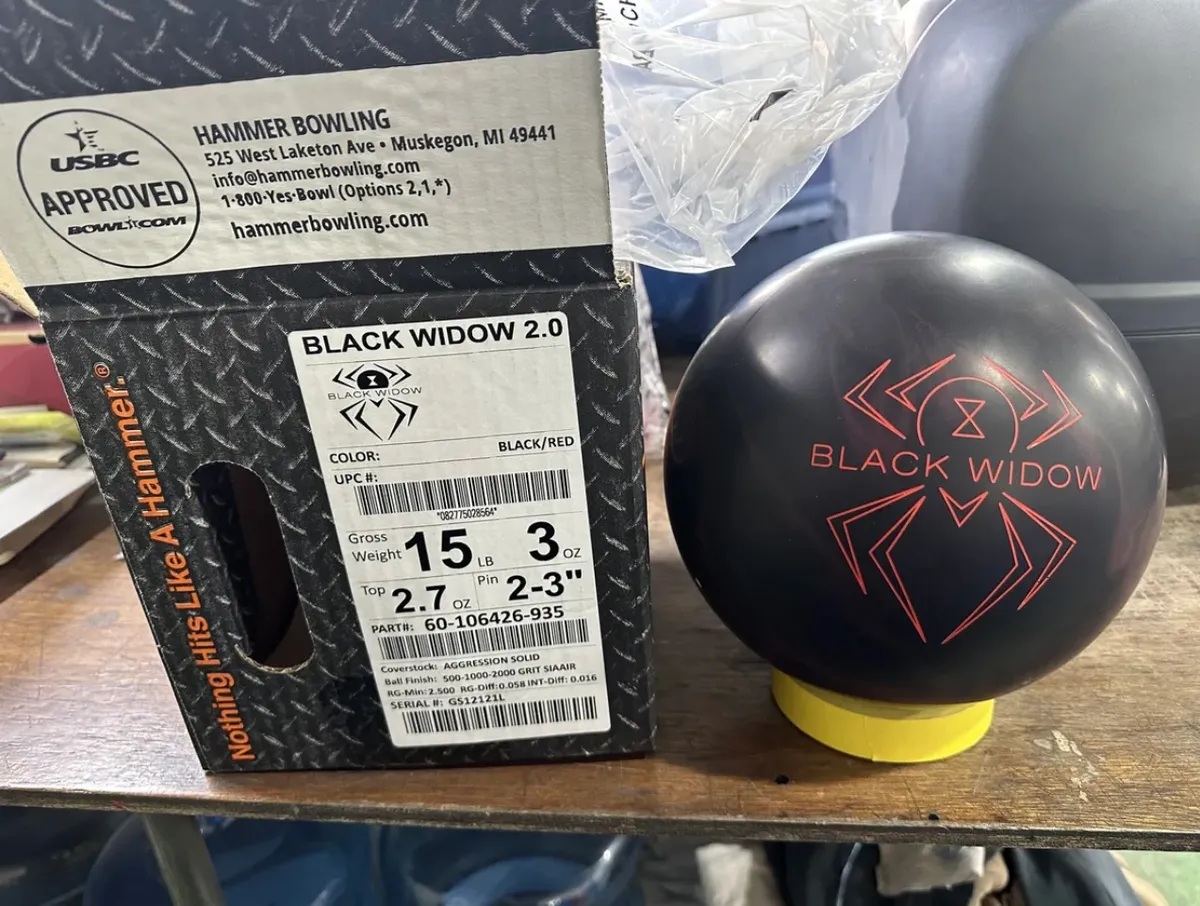 USBC
APPROVED
BOWL.COM
HAMMER BOWLING
525 West Laketon Ave • Muskegon, MI 49441
info@hammerbowling.com
1-800-Yes-Bowl (Options 2,1,*)
hammerbowling.com
Nothing Hits Like A Hammer.®
BLACK WIDOW 2.0
BLACK WIDOW
COLOR: BLACK/RED
UPC #:
*082775028564*
Gross Weight 15 LB 3 OZ
Top 2.7 OZ Pin 2-3"
PART#: 60-106426-935
Coverstock: AGGRESSION SOLID
Ball Finish: 500-1000-2000 GRIT SIAAIR
RG-Min: 2.500 RG-Diff: 0.058 INT-Diff: 0.016
SERIAL #: GS12121L
BLACK WIDOW